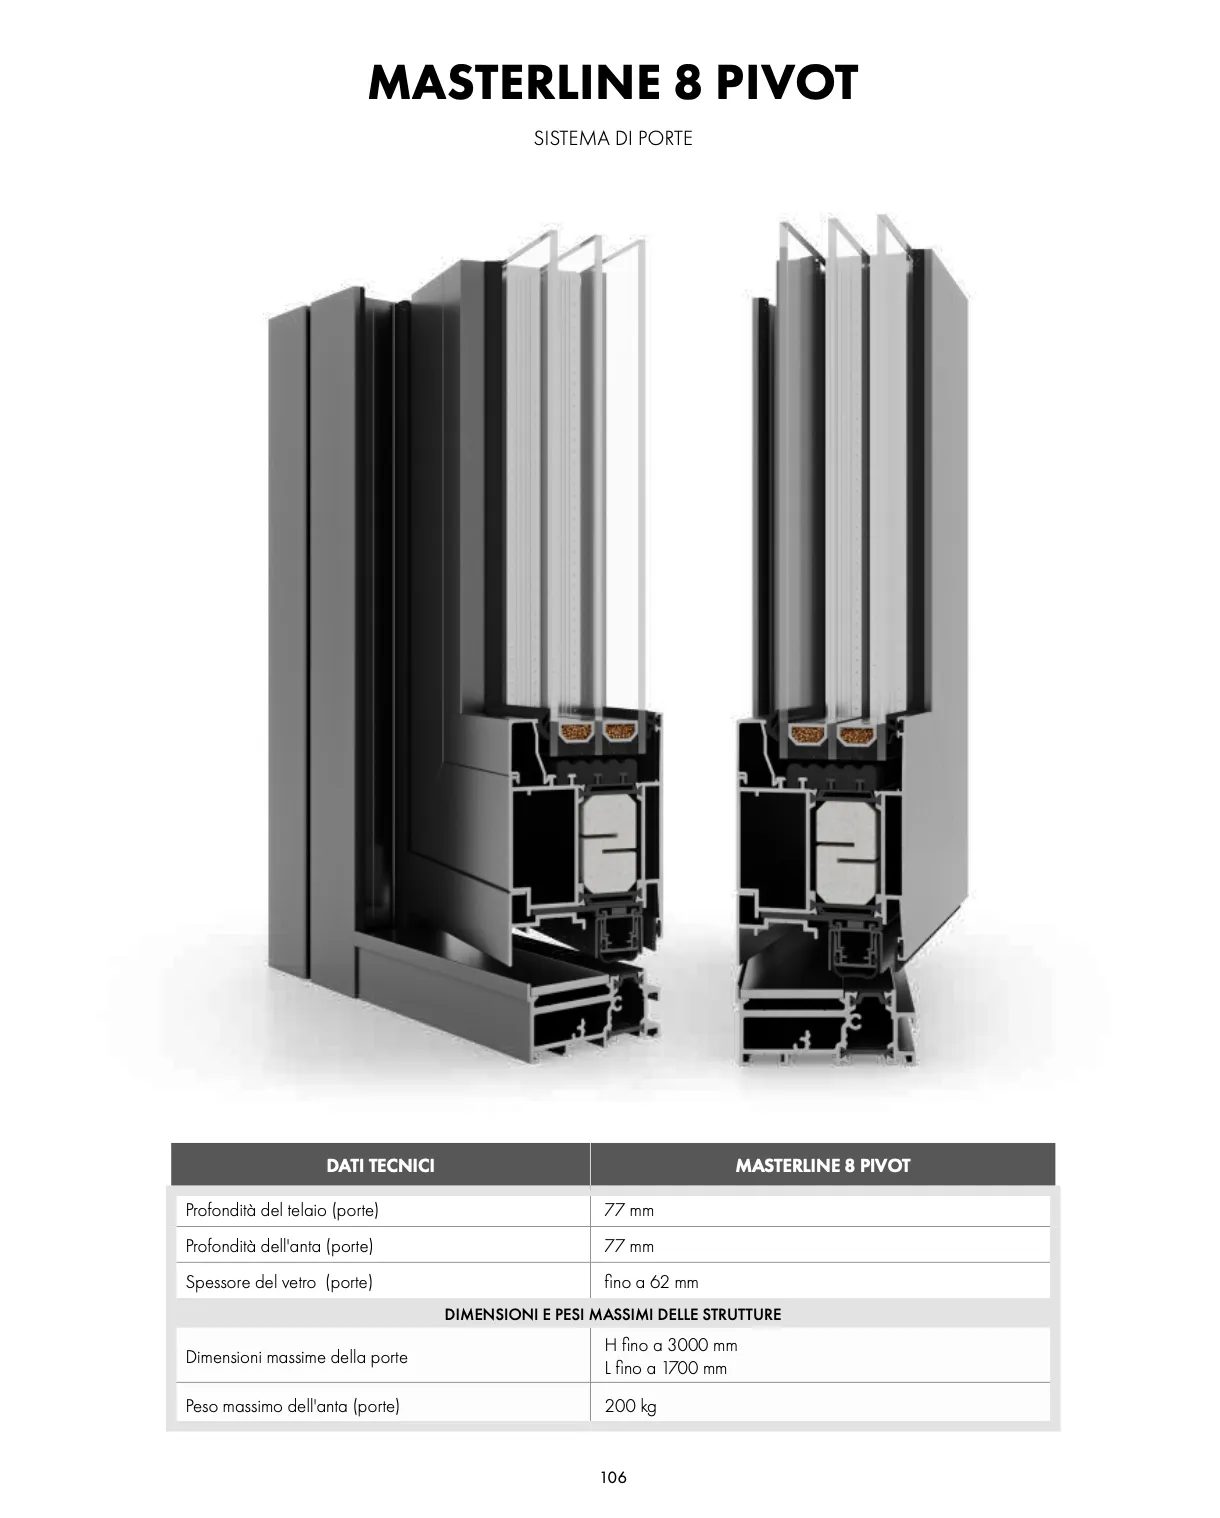 MASTERLINE 8 PIVOT
SISTEMA DI PORTE
DATI TECNICI MASTERLINE 8 PIVOT
Profondità del telaio (porte) 77 mm
Profondità dell'anta (porte) 77 mm
Spessore del vetro (porte) fino a 62 mm
DIMENSIONI E PESI MASSIMI DELLE STRUTTURE
Dimensioni massime della porte H fino a 3000 mm
L fino a 1700 mm
Peso massimo dell'anta (porte) 200 kg
106